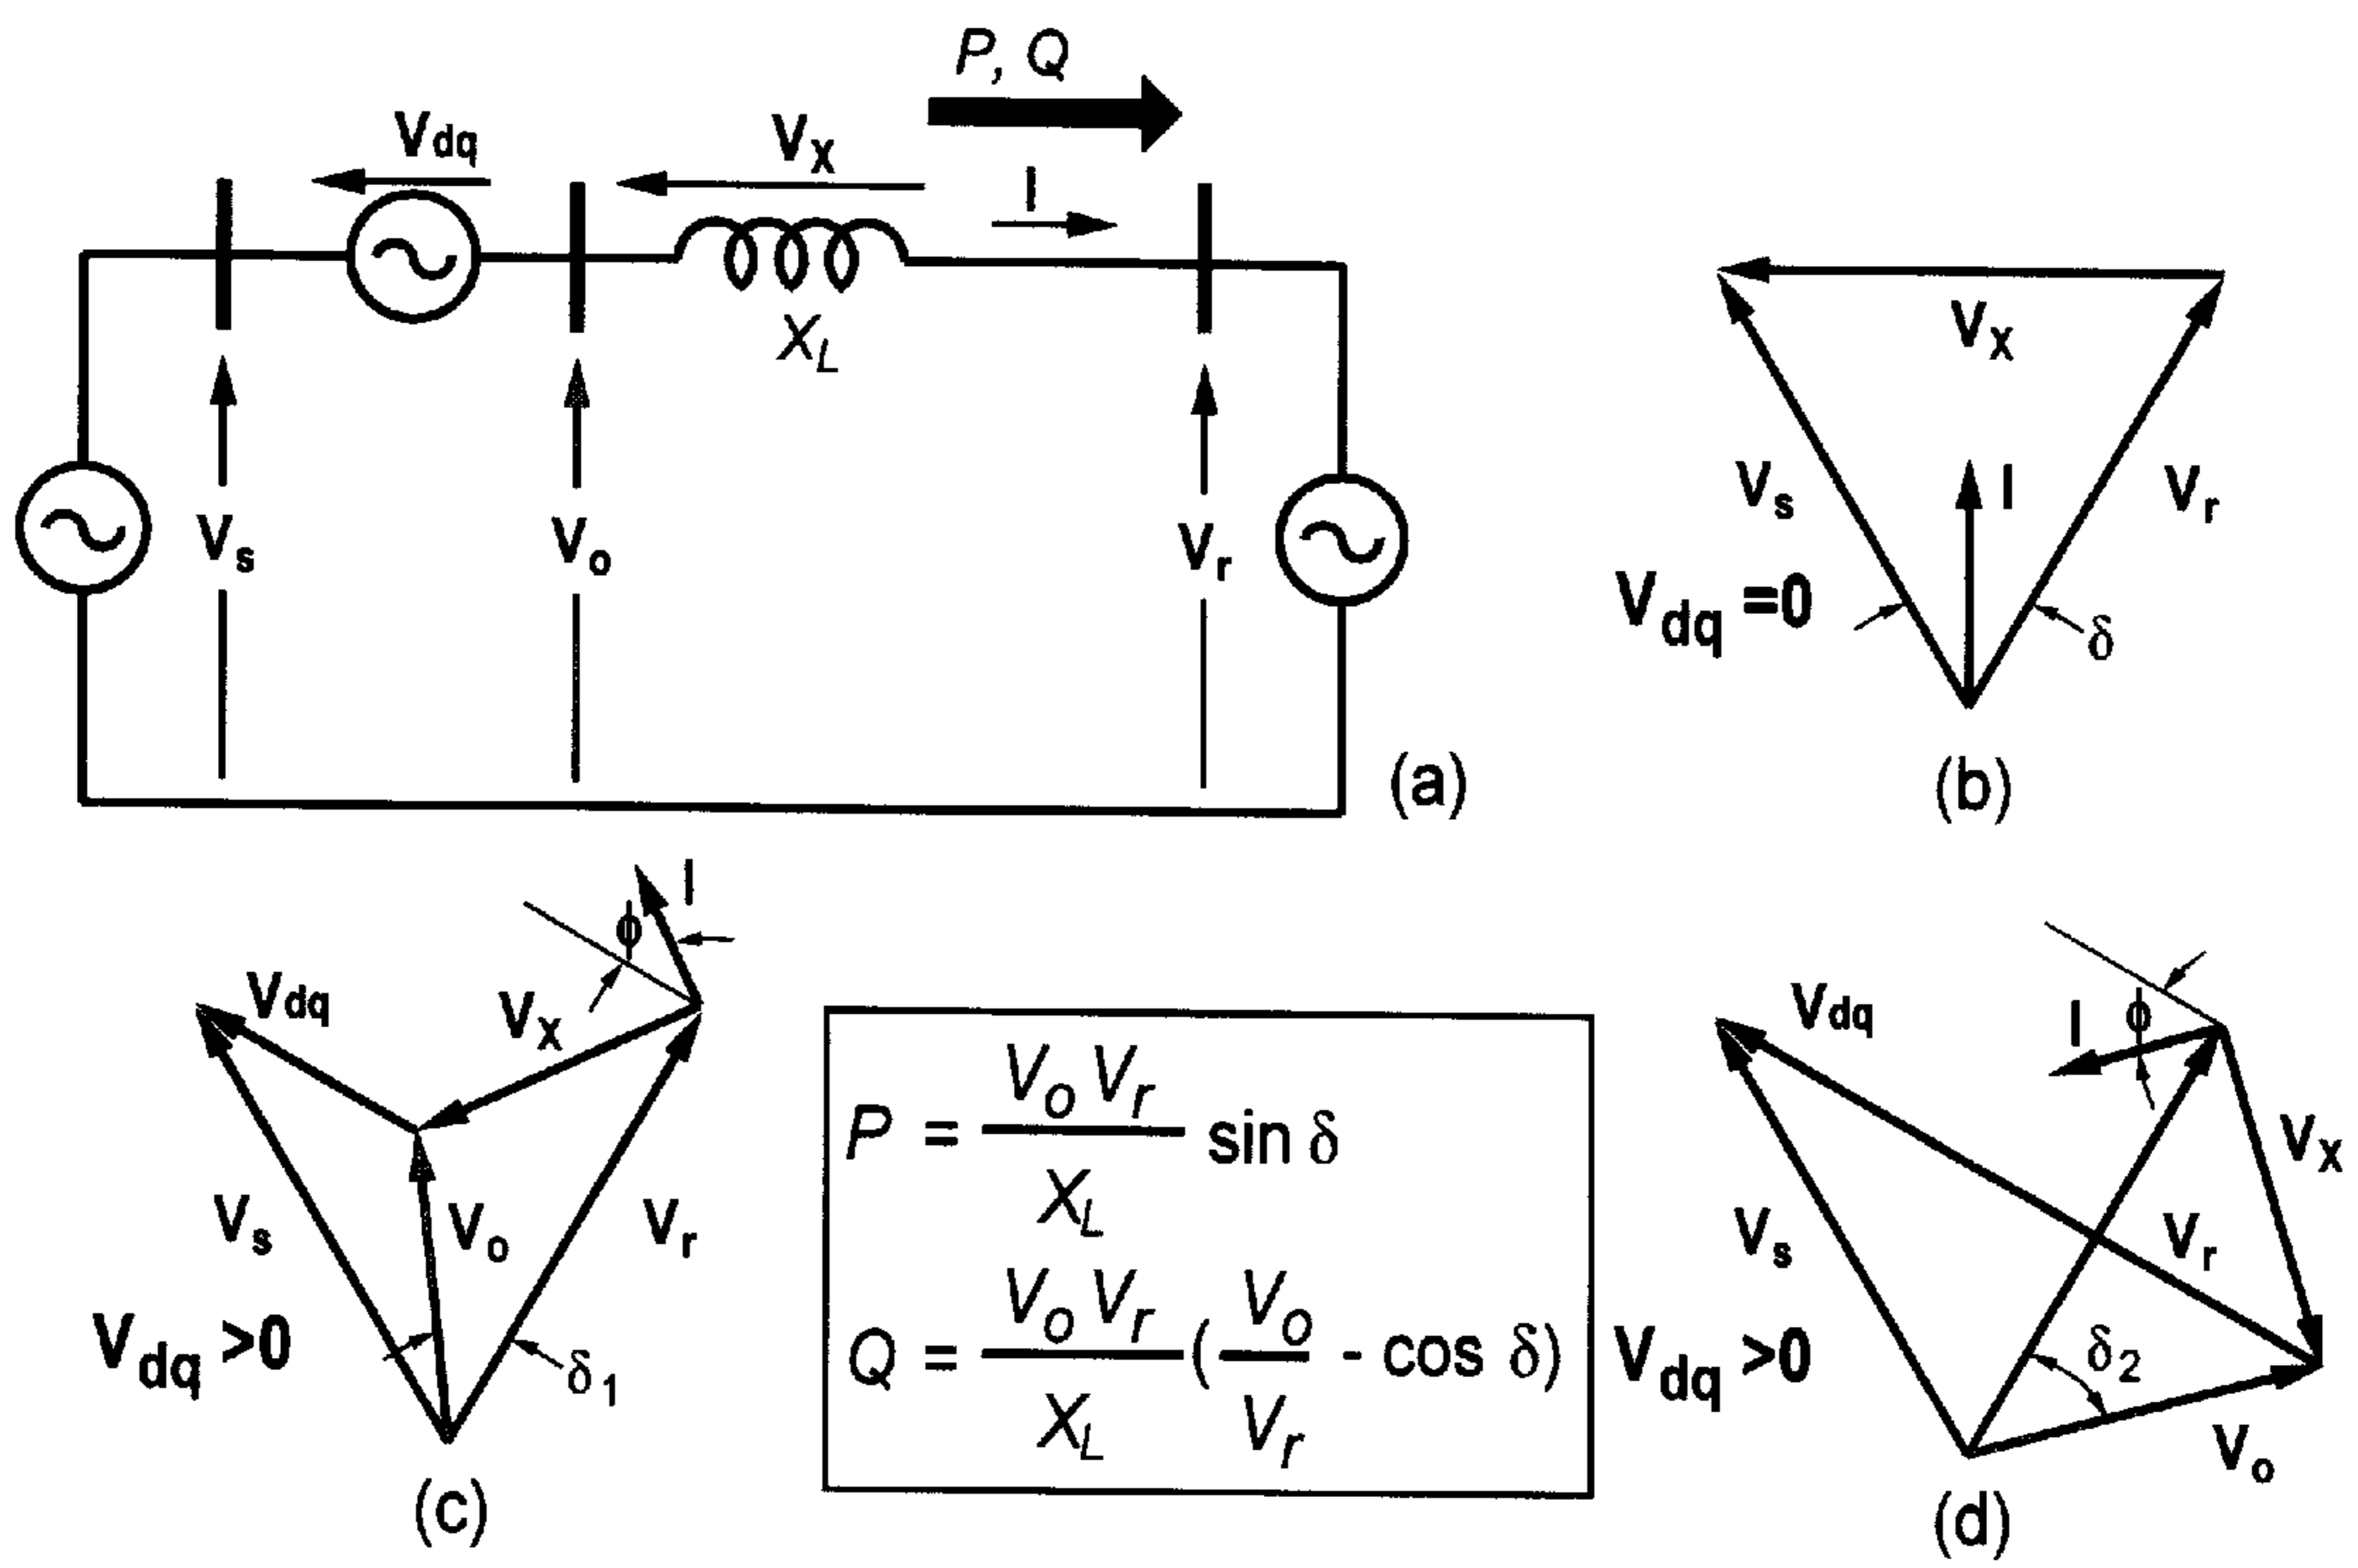 P, Q
Vdq
Vx
I
XL
Vs
Vo
Vr
(a)
Vx
Vs
I
Vr
Vdq =0
δ
(b)
I
ϕ
Vdq
Vx
Vs
Vo
Vr
Vdq >0
δ1
(c)
P = Vo Vr / XL sin δ
Q = Vo Vr / XL ( Vo / Vr - cos δ)
Vdq
I
ϕ
Vx
Vs
Vr
Vdq >0
δ2
Vo
(d)